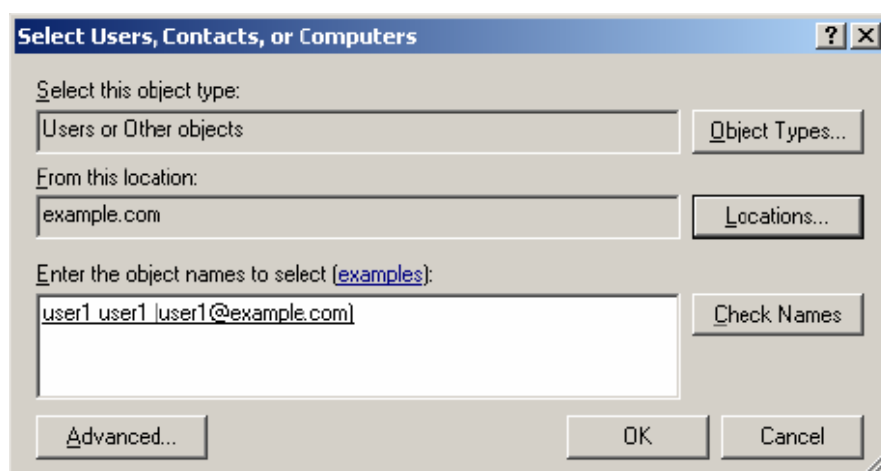 Select Users, Contacts, or Computers
Select this object type:
Users or Other objects
Object Types...
From this location:
example.com
Locations...
Enter the object names to select (examples):
user1 user1 (user1@example.com)
Check Names
Advanced...
OK
Cancel